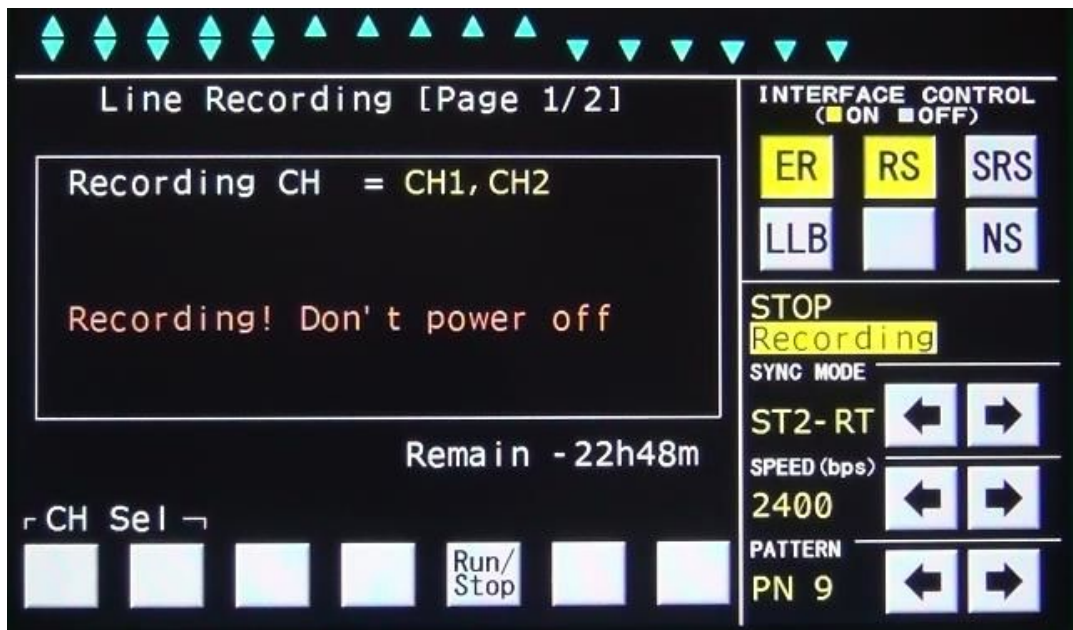 Line Recording [Page 1/2]
Recording CH = CH1,CH2
Recording! Don't power off
Remain -22h48m
CH Sel
Run/
Stop
INTERFACE CONTROL
(■ON ■OFF)
ER RS SRS
LLB NS
STOP
Recording
SYNC MODE
ST2-RT
SPEED(bps)
2400
PATTERN
PN 9